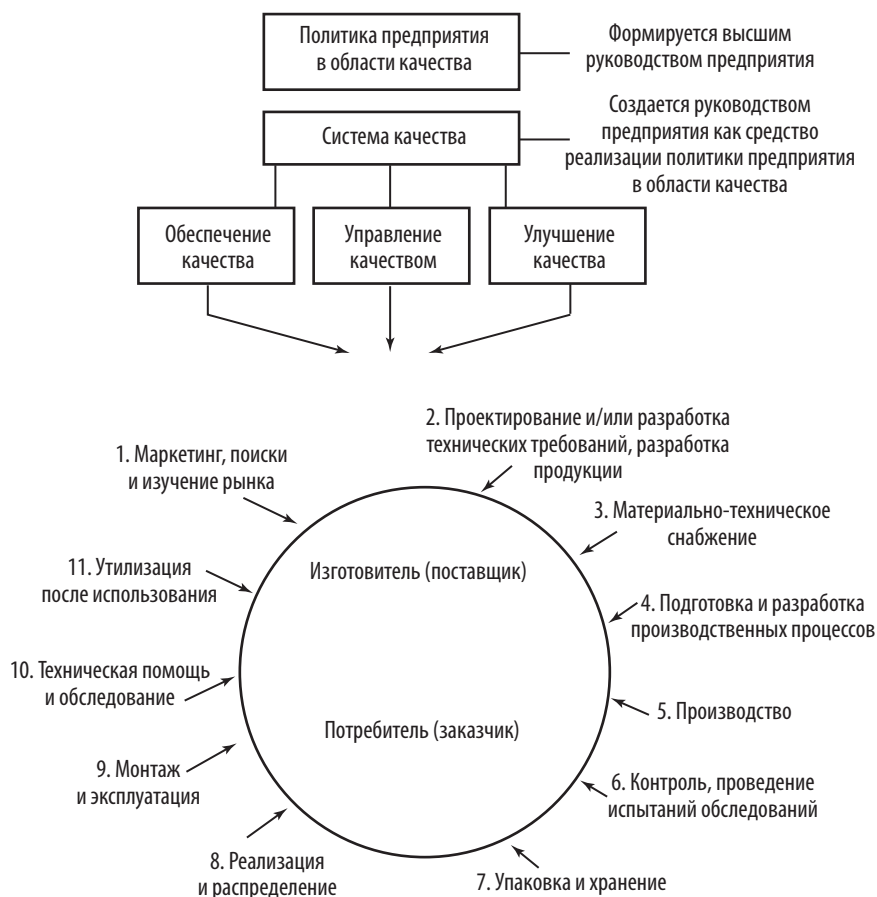 Политика предприятия
в области качества
Формируется высшим
руководством предприятия
Система качества
Создается руководством
предприятия как средство
реализации политики предприятия
в области качества
Обеспечение
качества
Управление
качеством
Улучшение
качества
1. Маркетинг, поиски
и изучение рынка
2. Проектирование и/или разработка
технических требований, разработка
продукции
3. Материально-техническое
снабжение
4. Подготовка и разработка
производственных процессов
5. Производство
6. Контроль, проведение
испытаний обследований
7. Упаковка и хранение
8. Реализация
и распределение
9. Монтаж
и эксплуатация
10. Техническая помощь
и обследование
11. Утилизация
после использования
Изготовитель (поставщик)
Потребитель (заказчик)